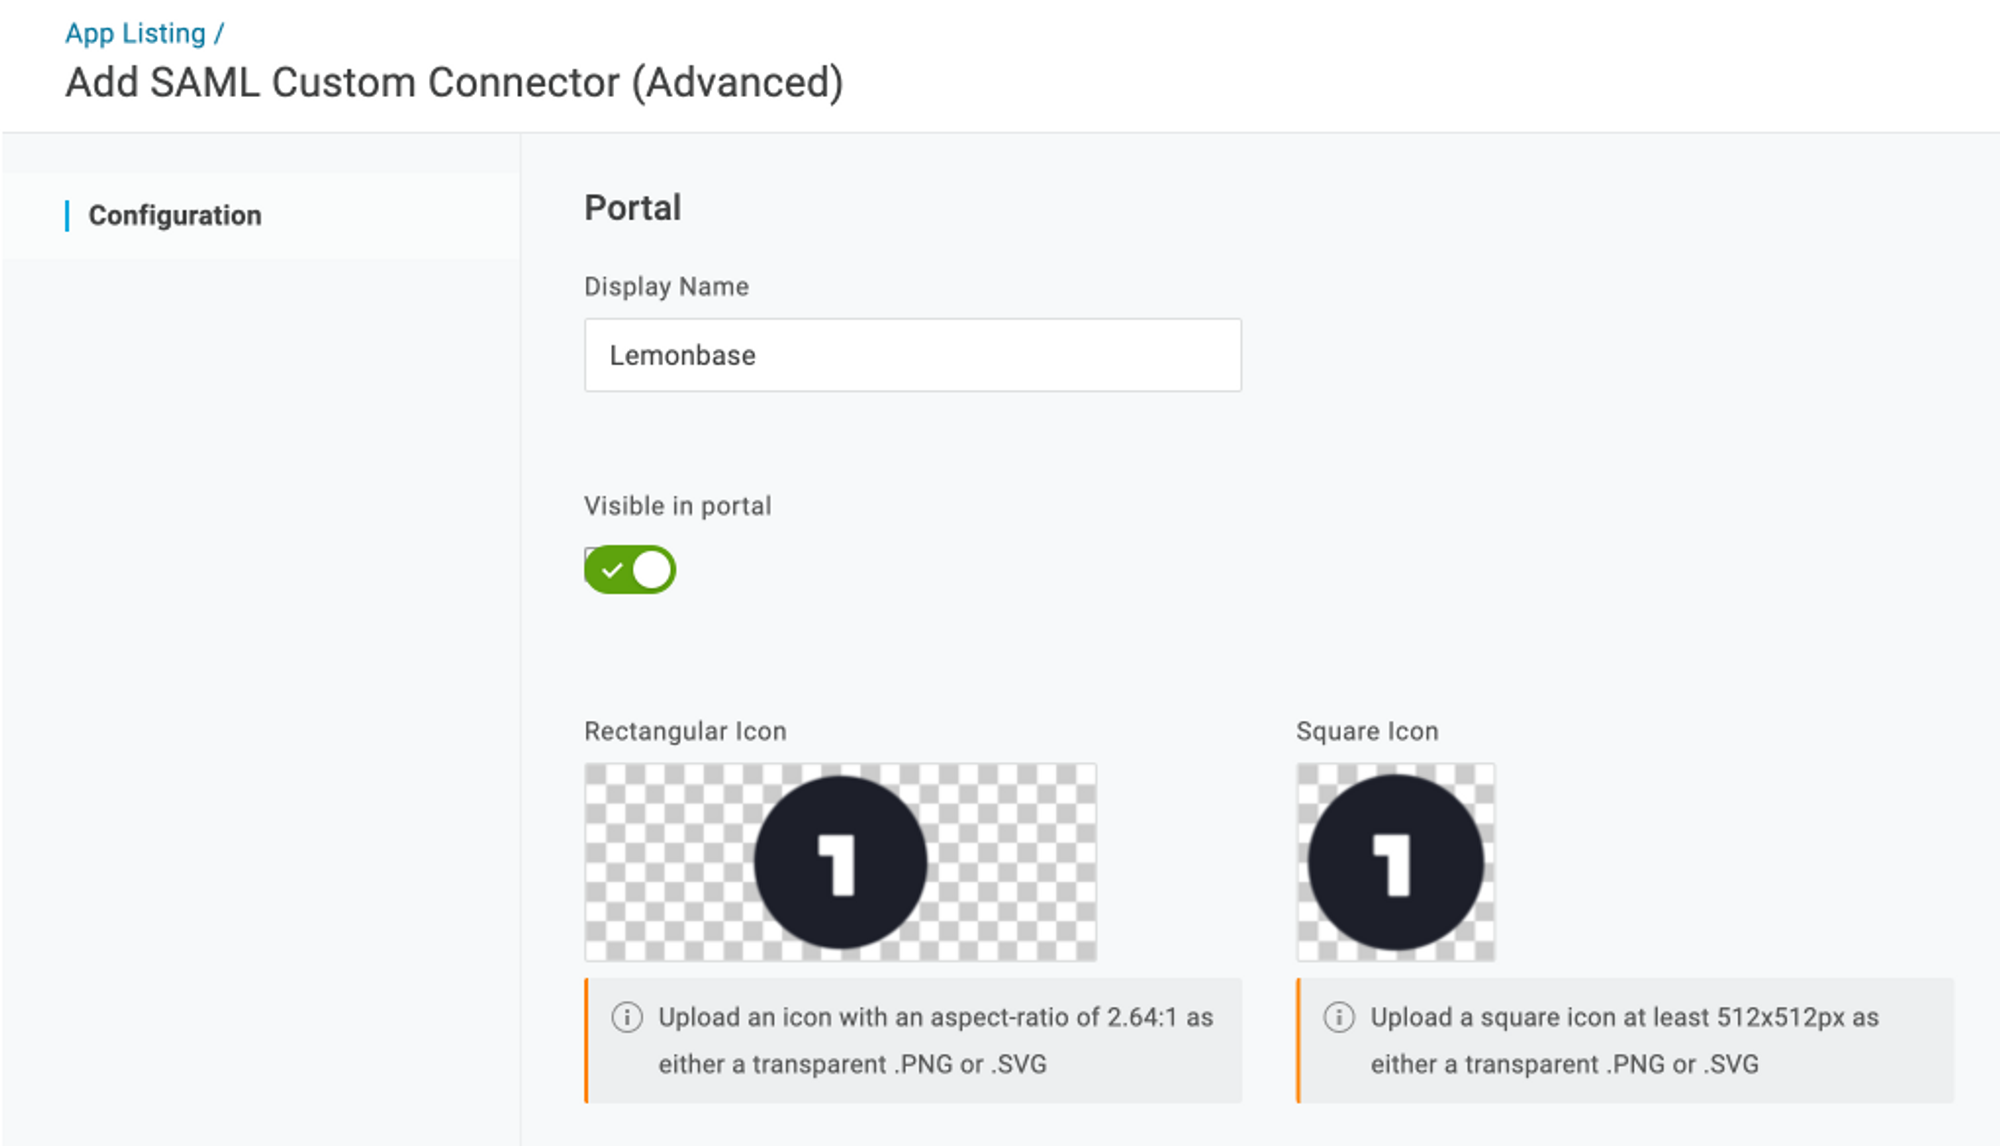 App Listing /
Add SAML Custom Connector (Advanced)
Configuration
Portal
Display Name
Lemonbase
Visible in portal
Rectangular Icon
1
Upload an icon with an aspect-ratio of 2.64:1 as
either a transparent .PNG or .SVG
Square Icon
1
Upload a square icon at least 512x512px as
either a transparent .PNG or .SVG